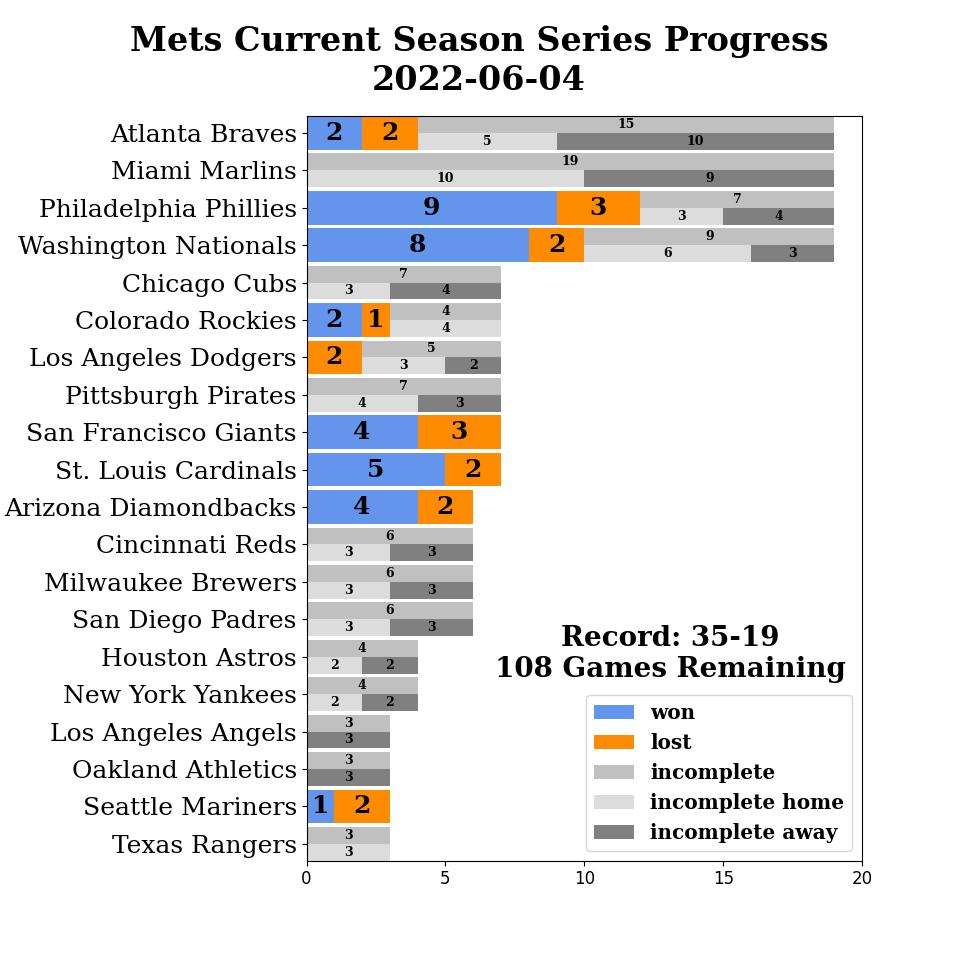 Mets Current Season Series Progress
2022-06-04
Atlanta Braves 2 2 15
5 10
Miami Marlins 19
10 9
Philadelphia Phillies 9 3 7
3 4
Washington Nationals 8 2 9
6 3
Chicago Cubs 7
3 4
Colorado Rockies 2 1 4
4
Los Angeles Dodgers 2 5
3 2
Pittsburgh Pirates 7
4 3
San Francisco Giants 4 3
St. Louis Cardinals 5 2
Arizona Diamondbacks 4 2
Cincinnati Reds 6
3 3
Milwaukee Brewers 6
3 3
San Diego Padres 6
3 3
Houston Astros 4
2 2
New York Yankees 4
2 2
Los Angeles Angels 3
3
Oakland Athletics 3
3
Seattle Mariners 1 2
Texas Rangers 3
3
Record: 35-19
108 Games Remaining
won
lost
incomplete
incomplete home
incomplete away
0 5 10 15 20